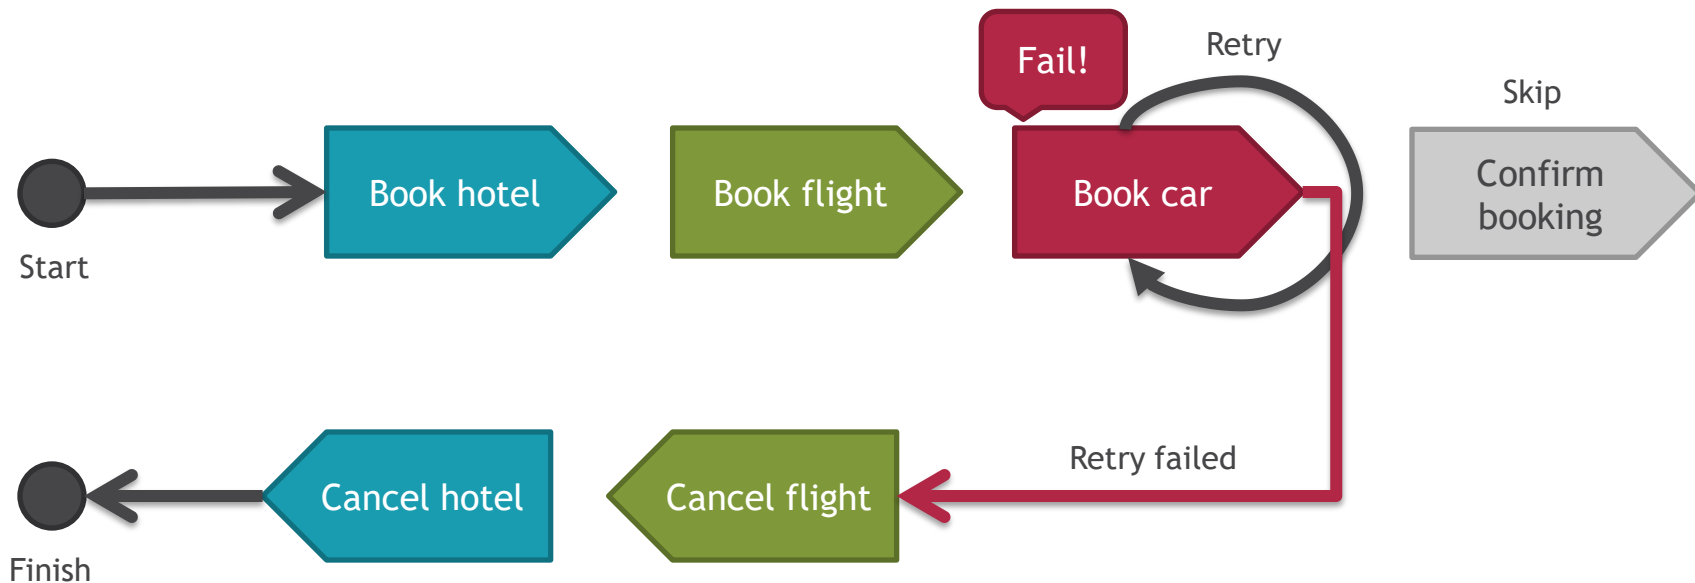 Fail!
Retry
Skip
Book hotel
Book flight
Book car
Confirm
booking
Start
Retry failed
Cancel hotel
Cancel flight
Finish